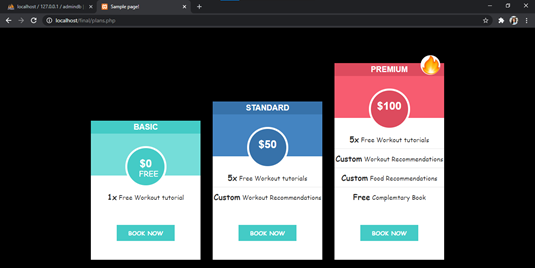 localhost / 127.0.0.1 / admindb |
Sample page!
localhost/final/plans.php
BASIC
$0
FREE
1x Free Workout tutorial
BOOK NOW
STANDARD
$50
5x Free Workout tutorials
Custom Workout Recommendations
BOOK NOW
PREMIUM
$100
5x Free Workout tutorials
Custom Workout Recommendations
Custom Food Recommendations
Free Complemtary Book
BOOK NOW